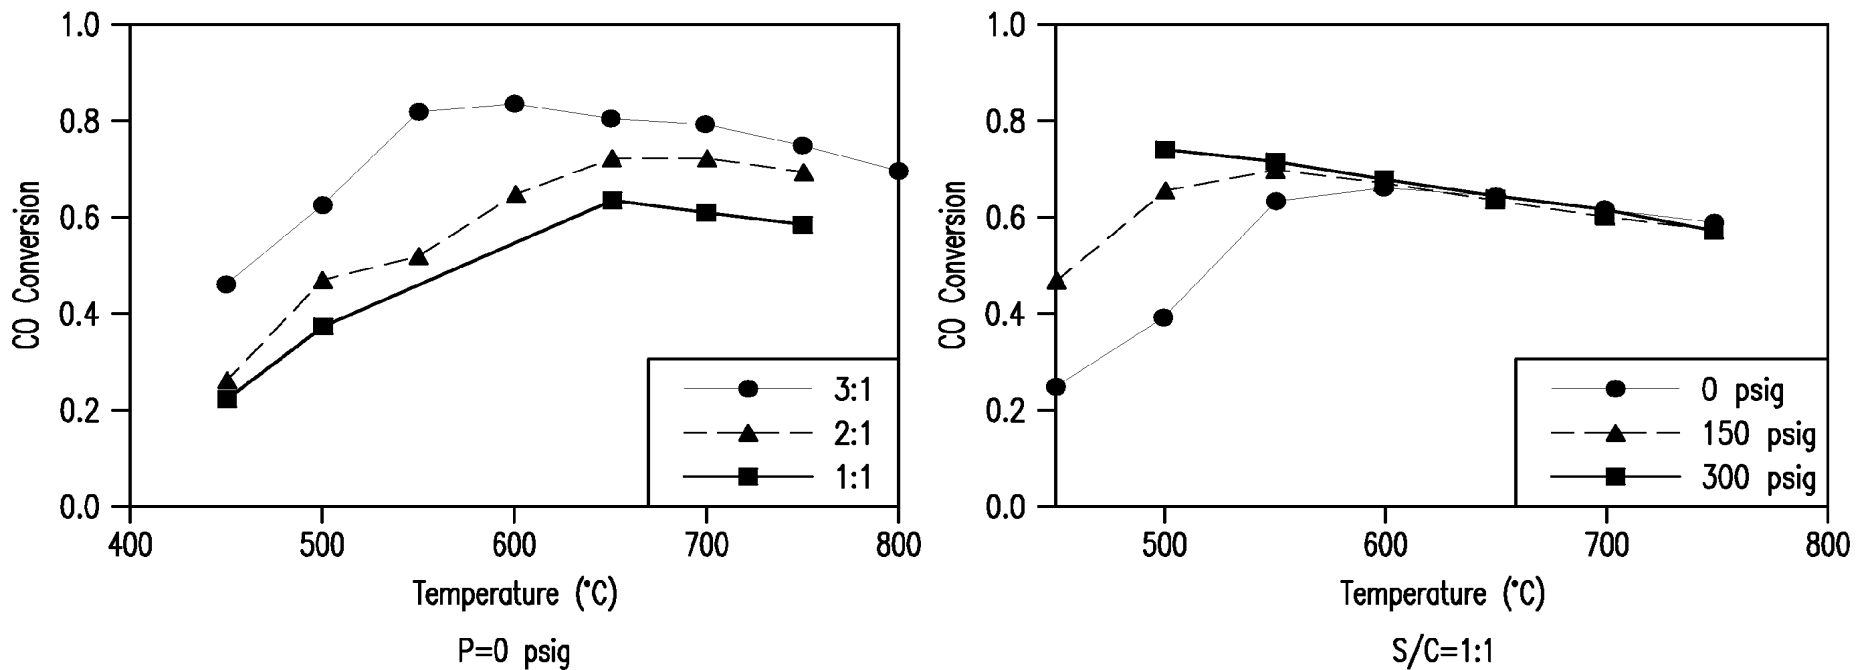 1.0
0.8
0.6
0.4
0.2
0.0
CO Conversion
400 500 600 700 800
Temperature (°C)
P=0 psig
3:1
2:1
1:1
1.0
0.8
0.6
0.4
0.2
0.0
CO Conversion
500 600 700 800
Temperature (°C)
S/C=1:1
0 psig
150 psig
300 psig